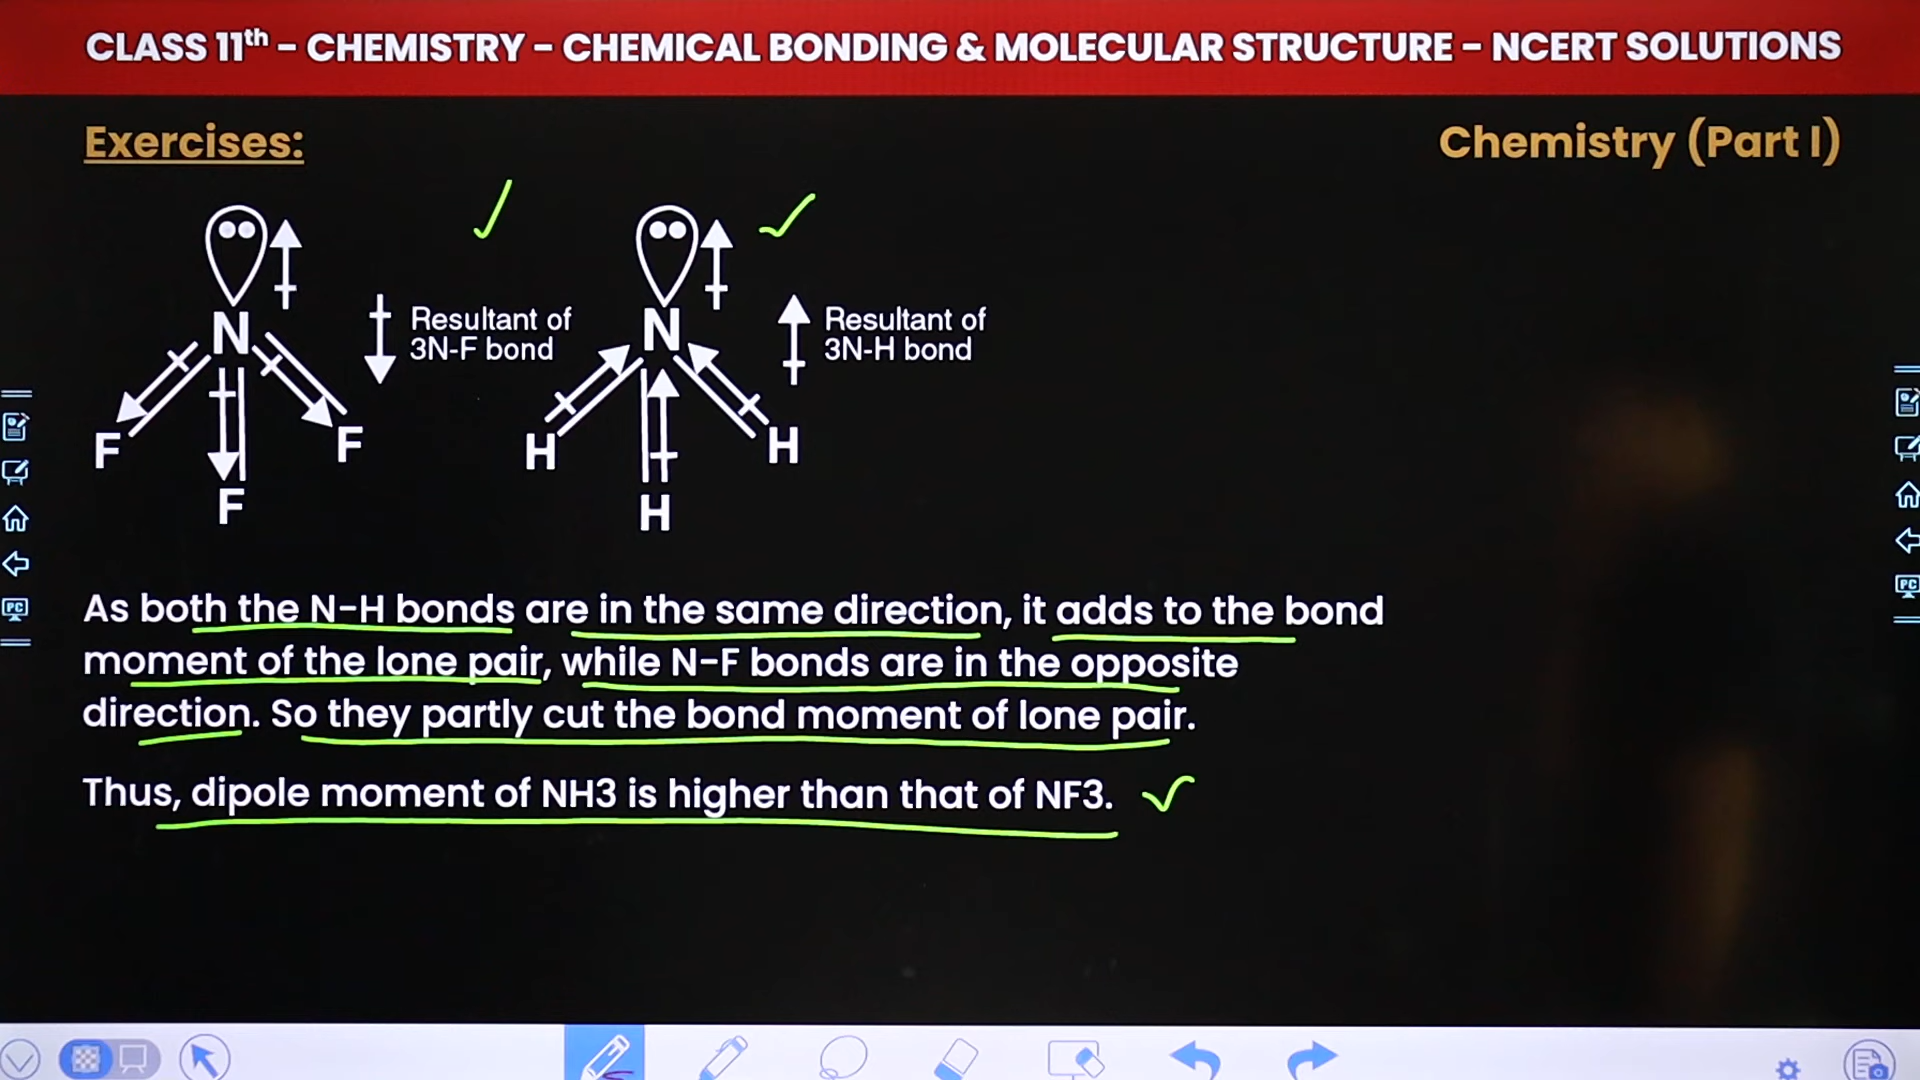 CLASS 11th - CHEMISTRY - CHEMICAL BONDING & MOLECULAR STRUCTURE - NCERT SOLUTIONS
Exercises:
Chemistry (Part I)
N
F
F
F
Resultant of
3N-F bond
N
H
H
H
Resultant of
3N-H bond
As both the N-H bonds are in the same direction, it adds to the bond
moment of the lone pair, while N-F bonds are in the opposite
direction. So they partly cut the bond moment of lone pair.
Thus, dipole moment of NH3 is higher than that of NF3.
PC
PC